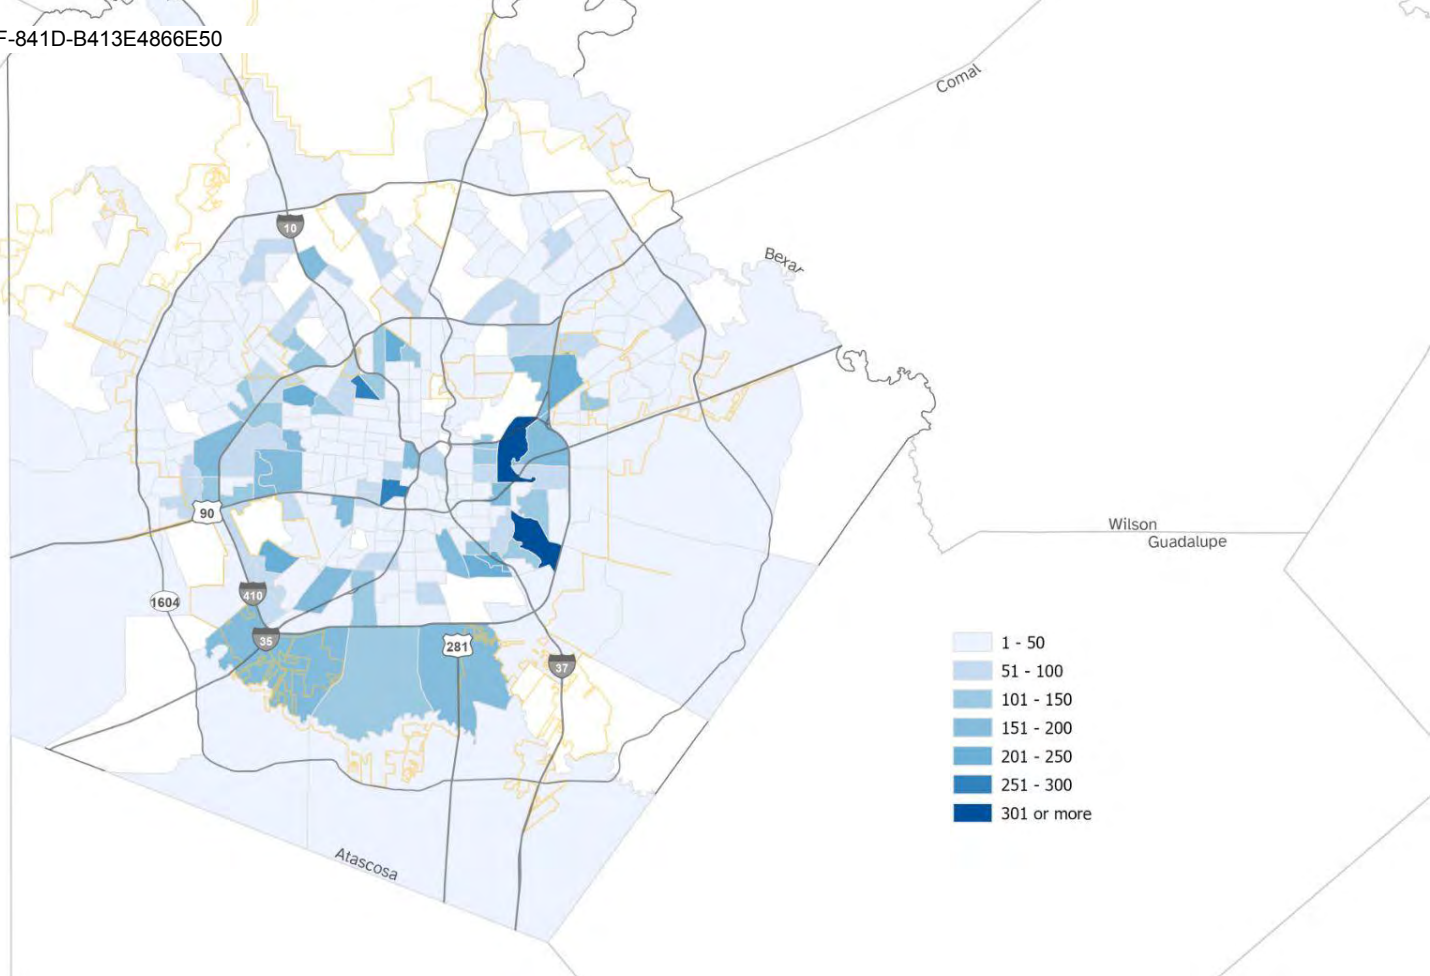 F-841D-B413E4866E50
Comal
10
Bexar
90
Wilson
Guadalupe
410
1604
35
281
37
1 - 50
51 - 100
101 - 150
151 - 200
201 - 250
251 - 300
301 or more
Atascosa